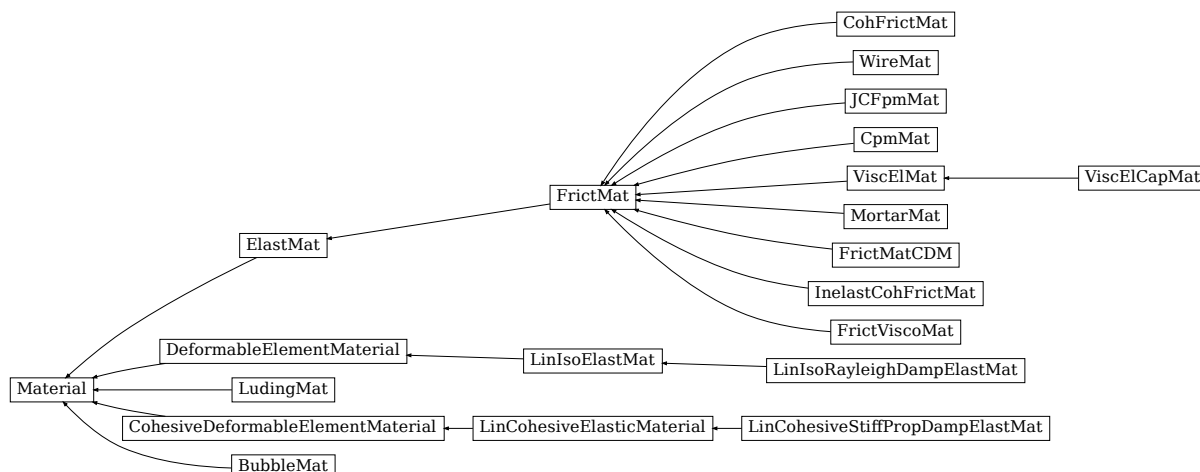 CohFrictMat
WireMat
JCFpmMat
CpmMat
ViscElMat
ViscElCapMat
FrictMat
MortarMat
ElastMat
FrictMatCDM
InelastCohFrictMat
FrictViscoMat
DeformableElementMaterial
LinIsoElastMat
LinIsoRayleighDampElastMat
Material
LudingMat
CohesiveDeformableElementMaterial
LinCohesiveElasticMaterial
LinCohesiveStiffPropDampElastMat
BubbleMat